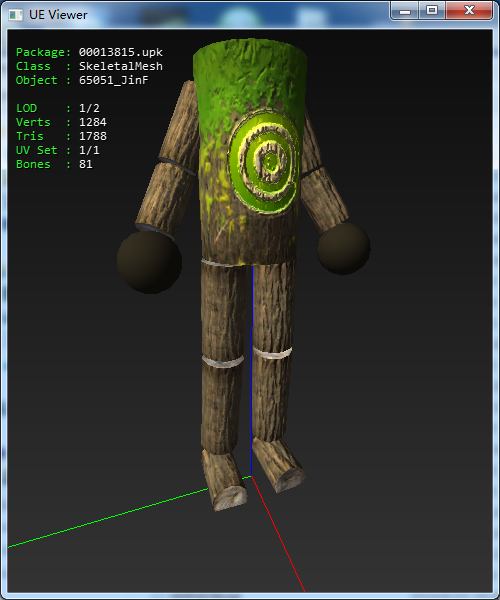 UE Viewer
Package: 00013815.upk
Class : SkeletalMesh
Object : 65051_JinF
LOD : 1/2
Verts : 1284
Tris : 1788
UV Set : 1/1
Bones : 81